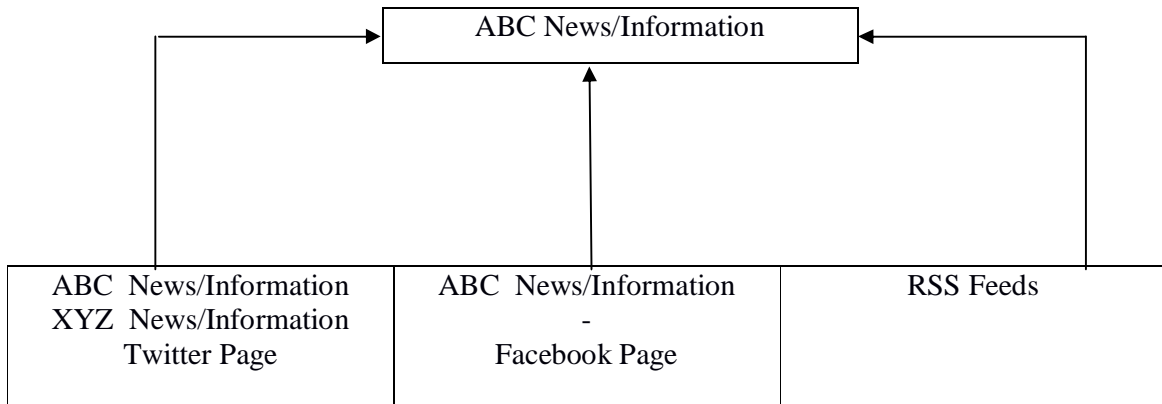 ABC News/Information
ABC News/Information
XYZ News/Information
Twitter Page
ABC News/Information
-
Facebook Page
RSS Feeds